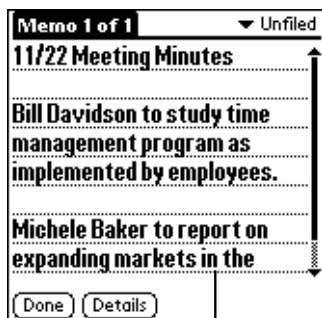 Memo 1 of 1
Unfiled
11/22 Meeting Minutes
Bill Davidson to study time
management program as
implemented by employees.
Michele Baker to report on
expanding markets in the
Done
Details